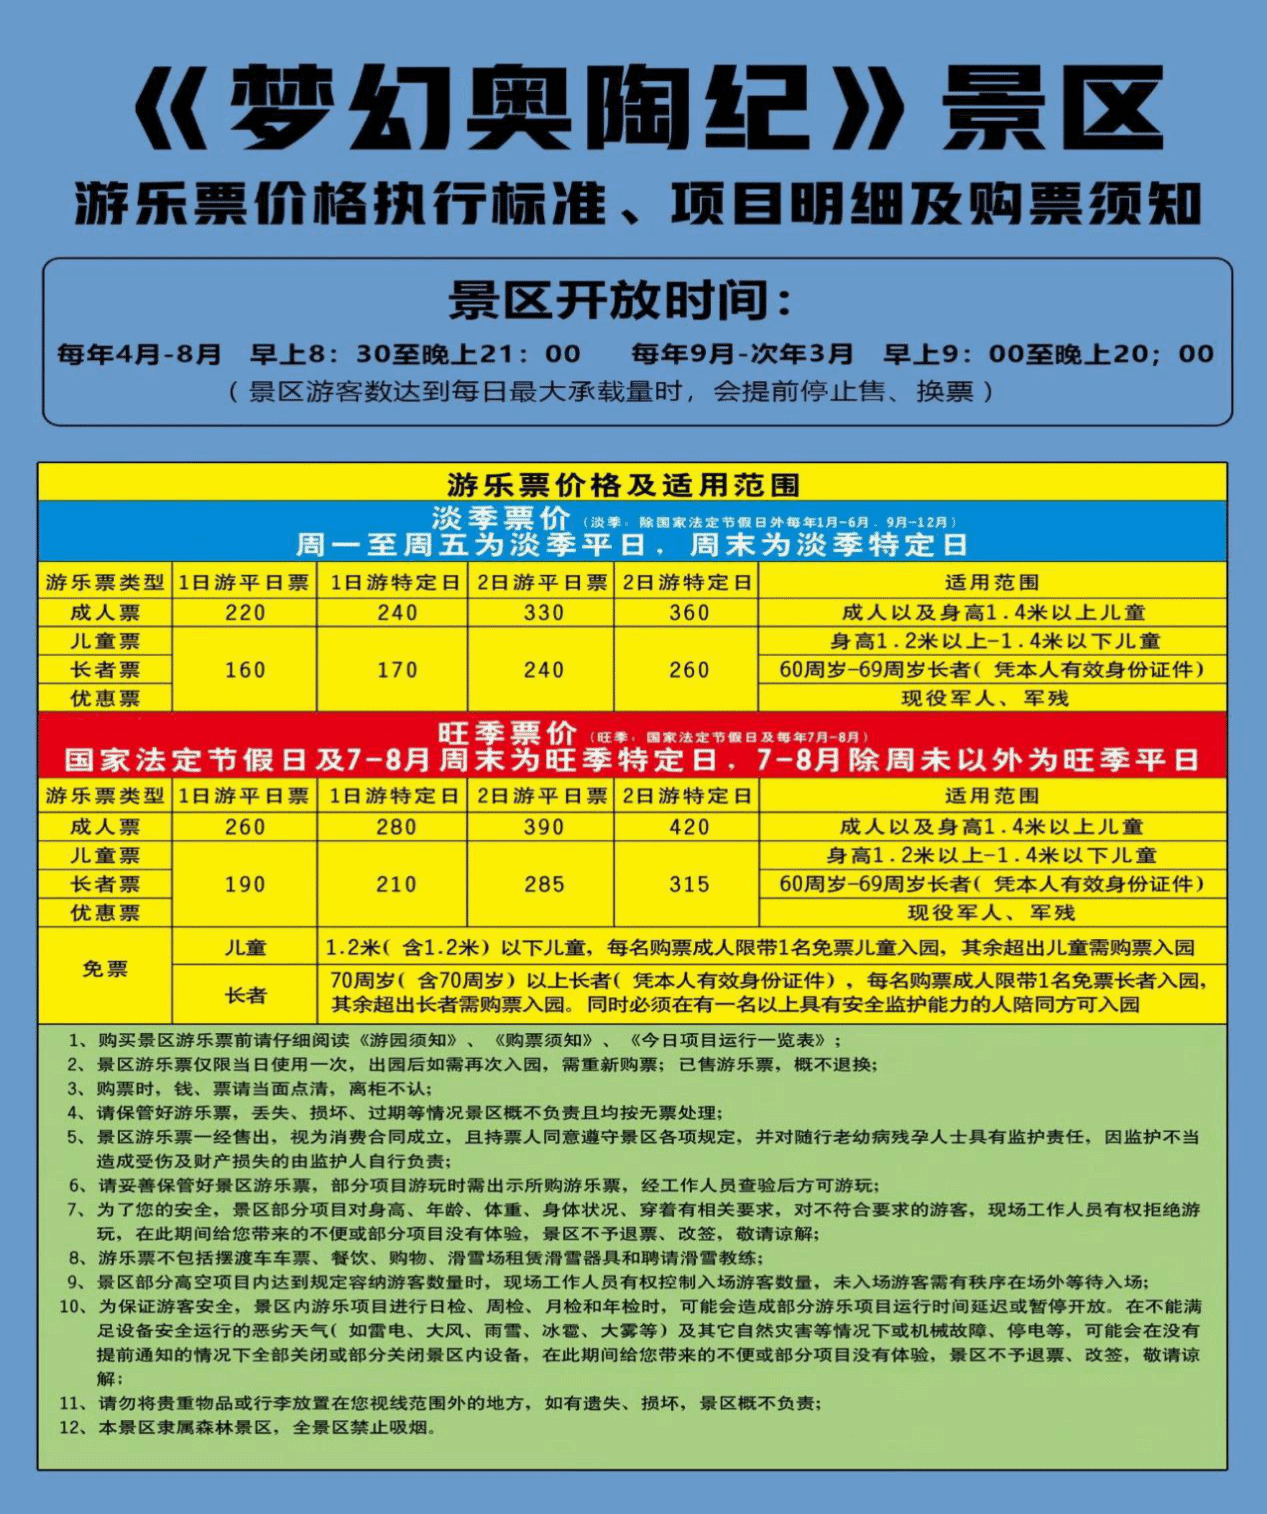 《梦幻奥陶纪》景区
游乐票价格执行标准、项目明细及购票须知
景区开放时间：
每年4月-8月 早上8：30至晚上21：00 每年9月-次年3月 早上9：00至晚上20；00
（景区游客数达到每日最大承载量时，会提前停止售、换票）
游乐票价格及适用范围
淡季票价（淡季：除国家法定节假日外每年1月-6月．9月-12月）
周一至周五为淡季平日．周末为淡季特定日
游乐票类型 1日游平日票 1日游特定日 2日游平日票 2日游特定日 适用范围
成人票 220 240 330 360 成人以及身高1.4米以上儿童
儿童票 身高1.2米以上-1.4米以下儿童
长者票 160 170 240 260 60周岁-69周岁长者（凭本人有效身份证件）
优惠票 现役军人、军残
旺季票价（旺季：国家法定节假日及每年7月-8月）
国家法定节假日及7-8月周末为旺季特定日．7-8月除周未以外为旺季平日
游乐票类型 1日游平日票 1日游特定日 2日游平日票 2日游特定日 适用范围
成人票 260 280 390 420 成人以及身高1.4米以上儿童
儿童票 身高1.2米以上-1.4米以下儿童
长者票 190 210 285 315 60周岁-69周岁长者（凭本人有效身份证件）
优惠票 现役军人、军残
免票 儿童 1.2米（含1.2米）以下儿童，每名购票成人限带1名免票儿童入园，其余超出儿童需购票入园
长者 70周岁（含70周岁）以上长者（凭本人有效身份证件），每名购票成人限带1名免票长者入园，
其余超出长者需购票入园。同时必须在有一名以上具有安全监护能力的人陪同方可入园
1、购买景区游乐票前请仔细阅读《游园须知》、《购票须知》、《今日项目运行一览表》；
2、景区游乐票仅限当日使用一次，出园后如需再次入园，需重新购票；已售游乐票，概不退换；
3、购票时，钱、票请当面点清，离柜不认；
4、请保管好游乐票，丢失、损坏、过期等情况景区概不负责且均按无票处理；
5、景区游乐票一经售出，视为消费合同成立，且持票人同意遵守景区各项规定，并对随行老幼病残孕人士具有监护责任，因监护不当
造成受伤及财产损失的由监护人自行负责；
6、请妥善保管好景区游乐票，部分项目游玩时需出示所购游乐票，经工作人员查验后方可游玩；
7、为了您的安全，景区部分项目对身高、年龄、体重、身体状况、穿着有相关要求，对不符合要求的游客，现场工作人员有权拒绝游
玩，在此期间给您带来的不便或部分项目没有体验，景区不予退票、改签，敬请谅解；
8、游乐票不包括摆渡车车票、餐饮、购物、滑雪场租赁滑雪器具和聘请滑雪教练；
9、景区部分高空项目内达到规定容纳游客数量时，现场工作人员有权控制入场游客数量，未入场游客需有秩序在场外等待入场；
10、为保证游客安全，景区内游乐项目进行日检、周检、月检和年检时，可能会造成部分游乐项目运行时间延迟或暂停开放。在不能满
足设备安全运行的恶劣天气（如雷电、大风、雨雪、冰雹、大雾等）及其它自然灾害等情况下或机械故障、停电等，可能会在没有
提前通知的情况下全部关闭或部分关闭景区内设备，在此期间给您带来的不便或部分项目没有体验，景区不予退票、改签，敬请谅
解；
11、请勿将贵重物品或行李放置在您视线范围外的地方，如有遗失、损坏，景区概不负责；
12、本景区隶属森林景区，全景区禁止吸烟。